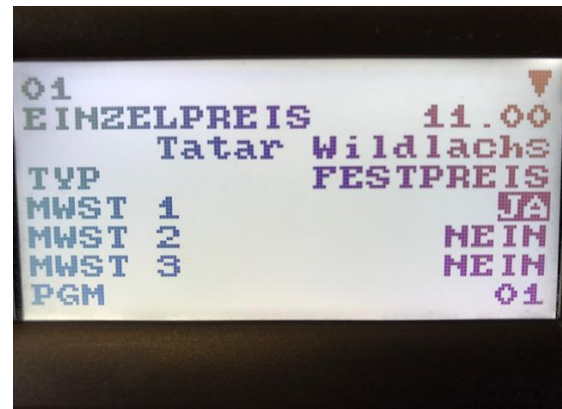 01
EINZELPREIS 11.00
Tatar Wildlachs
TYP FESTPREIS
MWST 1 JA
MWST 2 NEIN
MWST 3 NEIN
PGM 01